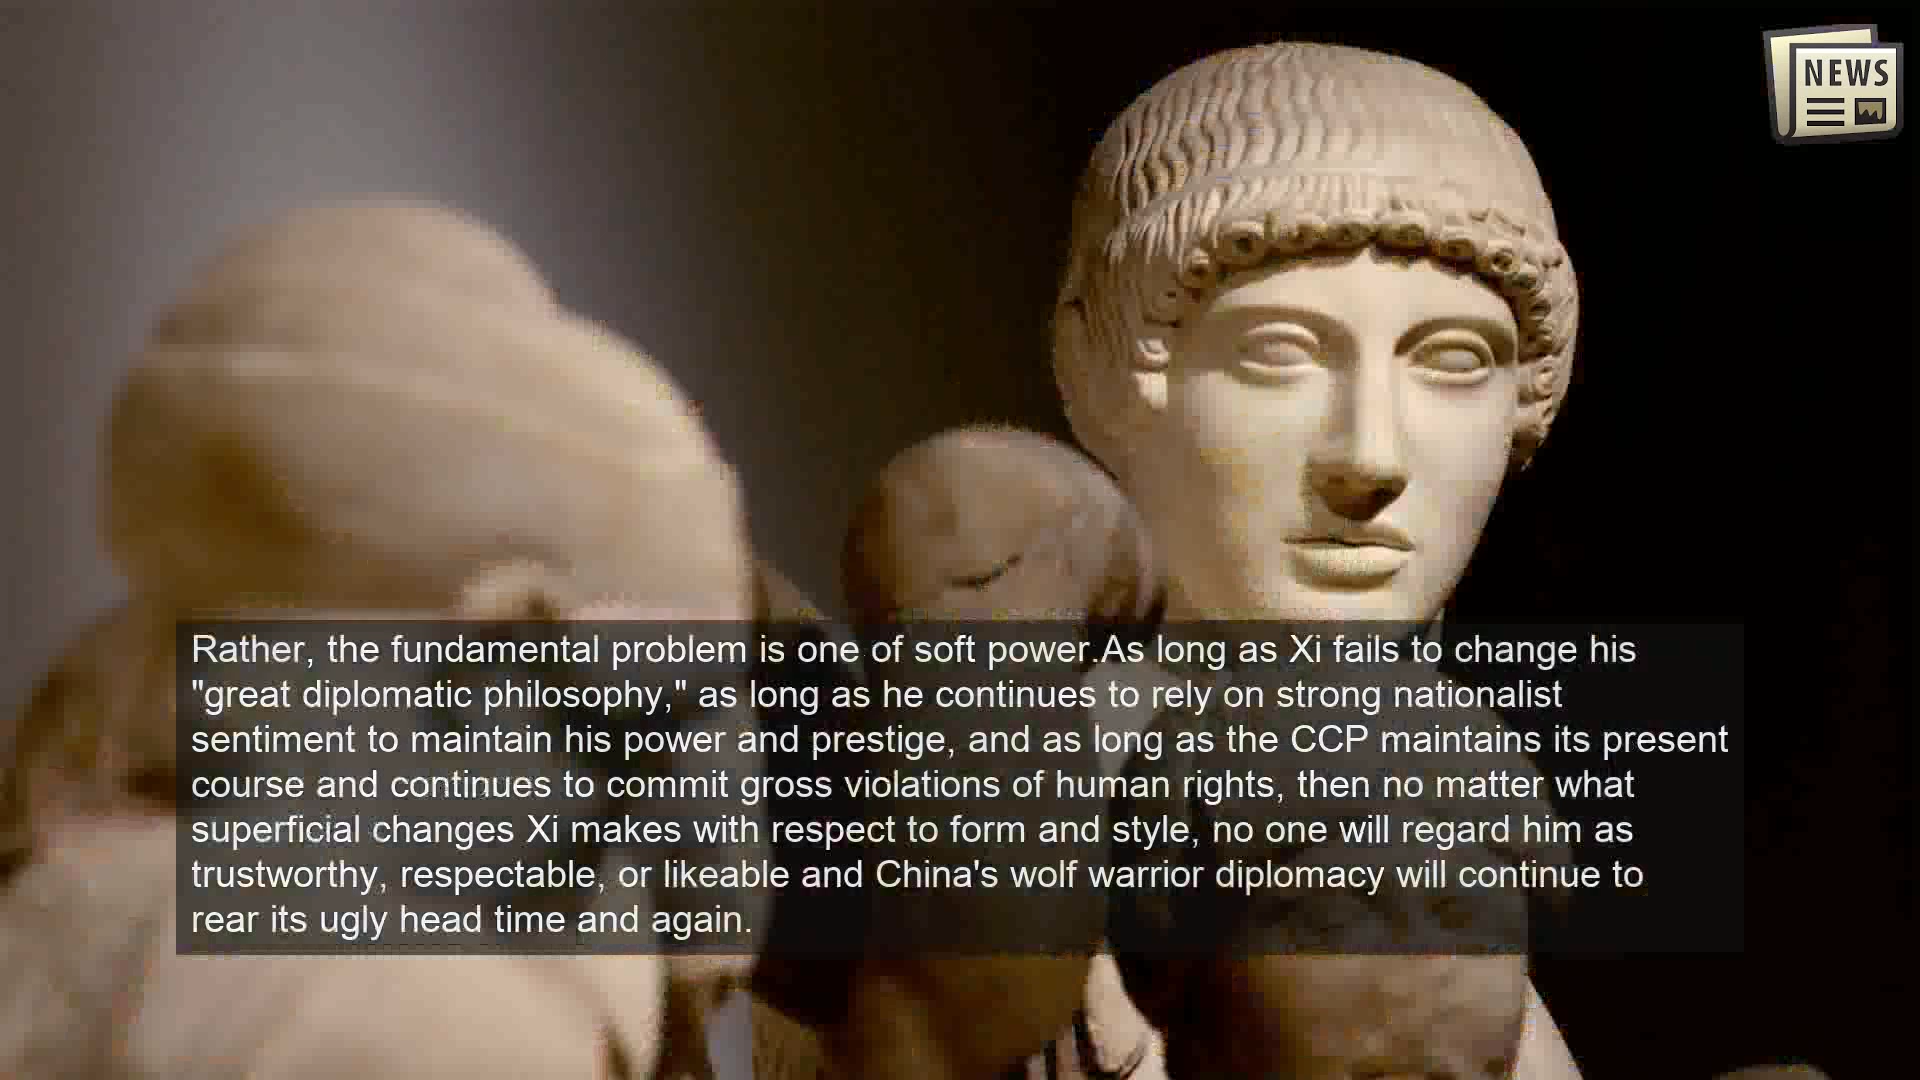 NEWS
Rather, the fundamental problem is one of soft power.As long as Xi fails to change his
"great diplomatic philosophy," as long as he continues to rely on strong nationalist
sentiment to maintain his power and prestige, and as long as the CCP maintains its present
course and continues to commit gross violations of human rights, then no matter what
superficial changes Xi makes with respect to form and style, no one will regard him as
trustworthy, respectable, or likeable and China's wolf warrior diplomacy will continue to
rear its ugly head time and again.